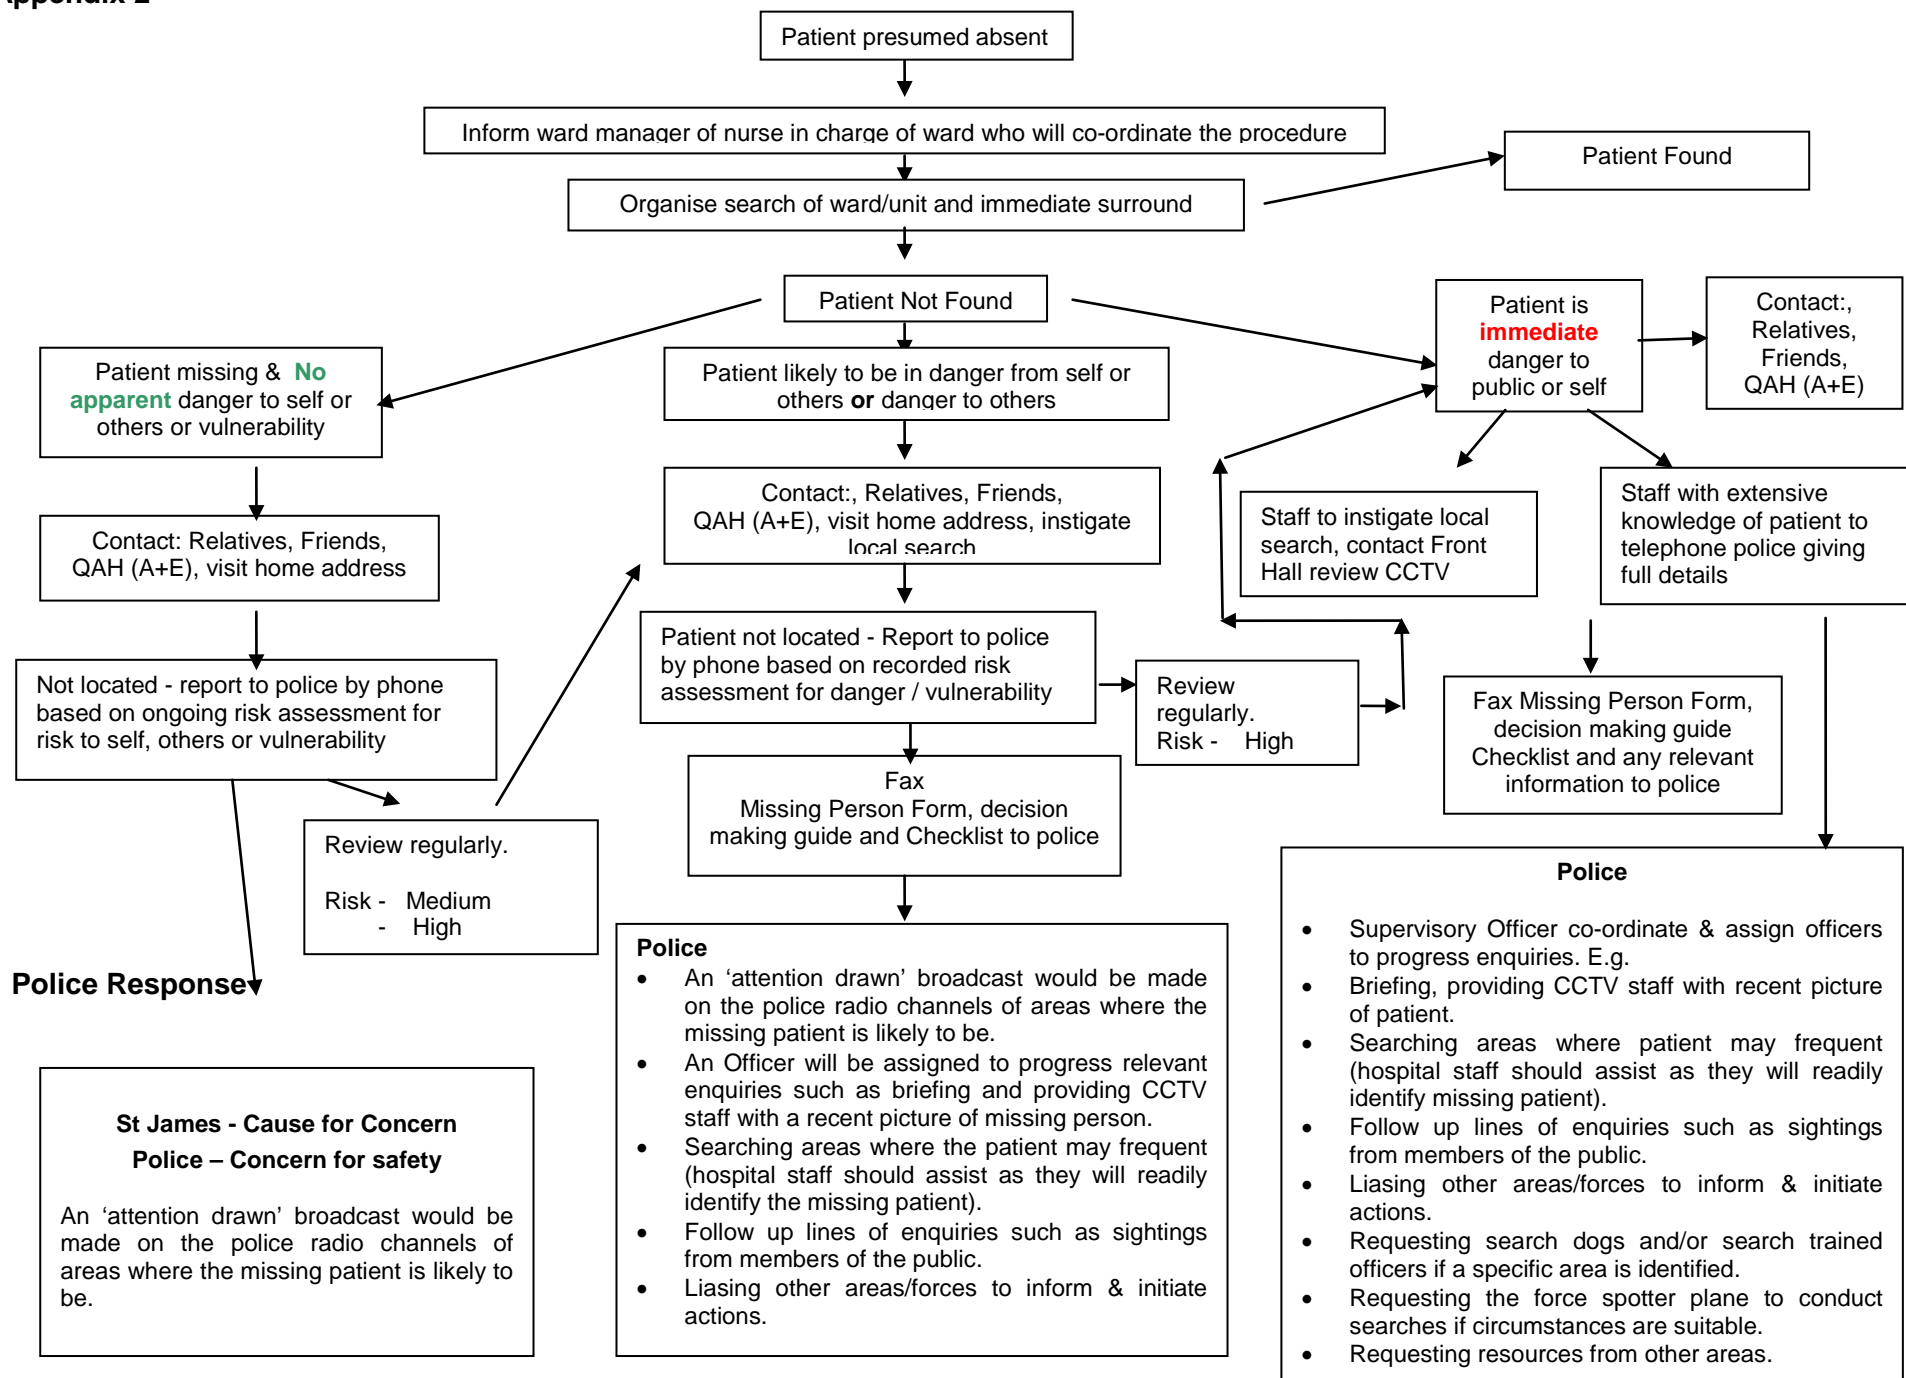 Appendix 2
Patient presumed absent
Inform ward manager of nurse in charge of ward who will co-ordinate the procedure
Patient Found
Organise search of ward/unit and immediate surround
Patient Not Found
Patient is
immediate
danger to
public or self
Contact:,
Relatives,
Friends,
QAH (A+E)
Patient missing & No
apparent danger to self or
others or vulnerability
Patient likely to be in danger from self or
others or danger to others
Contact: Relatives, Friends,
QAH (A+E), visit home address
Contact:, Relatives, Friends,
QAH (A+E), visit home address, instigate
local search
Staff to instigate local
search, contact Front
Hall review CCTV
Staff with extensive
knowledge of patient to
telephone police giving
full details
Not located - report to police by phone
based on ongoing risk assessment for
risk to self, others or vulnerability
Patient not located - Report to police
by phone based on recorded risk
assessment for danger / vulnerability
Review
regularly.
Risk - High
Fax Missing Person Form,
decision making guide
Checklist and any relevant
information to police
Review regularly.
Risk - Medium
- High
Fax
Missing Person Form, decision
making guide and Checklist to police
Police Response
St James - Cause for Concern
Police – Concern for safety
An ‘attention drawn’ broadcast would be
made on the police radio channels of
areas where the missing patient is likely to
be.
Police
• An ‘attention drawn’ broadcast would be made
on the police radio channels of areas where the
missing patient is likely to be.
• An Officer will be assigned to progress relevant
enquiries such as briefing and providing CCTV
staff with a recent picture of missing person.
• Searching areas where the patient may frequent
(hospital staff should assist as they will readily
identify the missing patient).
• Follow up lines of enquiries such as sightings
from members of the public.
• Liasing other areas/forces to inform & initiate
actions.
Police
• Supervisory Officer co-ordinate & assign officers
to progress enquiries. E.g.
• Briefing, providing CCTV staff with recent picture
of patient.
• Searching areas where patient may frequent
(hospital staff should assist as they will readily
identify missing patient).
• Follow up lines of enquiries such as sightings
from members of the public.
• Liasing other areas/forces to inform & initiate
actions.
• Requesting search dogs and/or search trained
officers if a specific area is identified.
• Requesting the force spotter plane to conduct
searches if circumstances are suitable.
• Requesting resources from other areas.